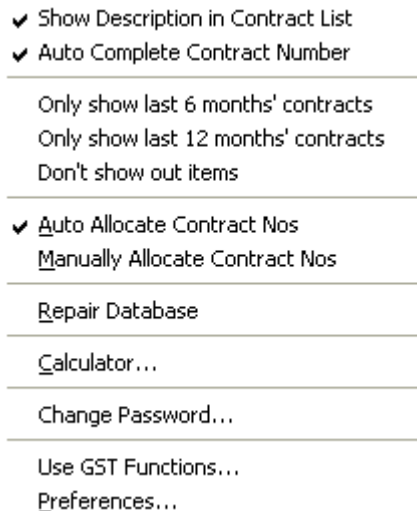 Show Description in Contract List
Auto Complete Contract Number
Only show last 6 months' contracts
Only show last 12 months' contracts
Don't show out items
Auto Allocate Contract Nos
Manually Allocate Contract Nos
Repair Database
Calculator...
Change Password...
Use GST Functions...
Preferences...